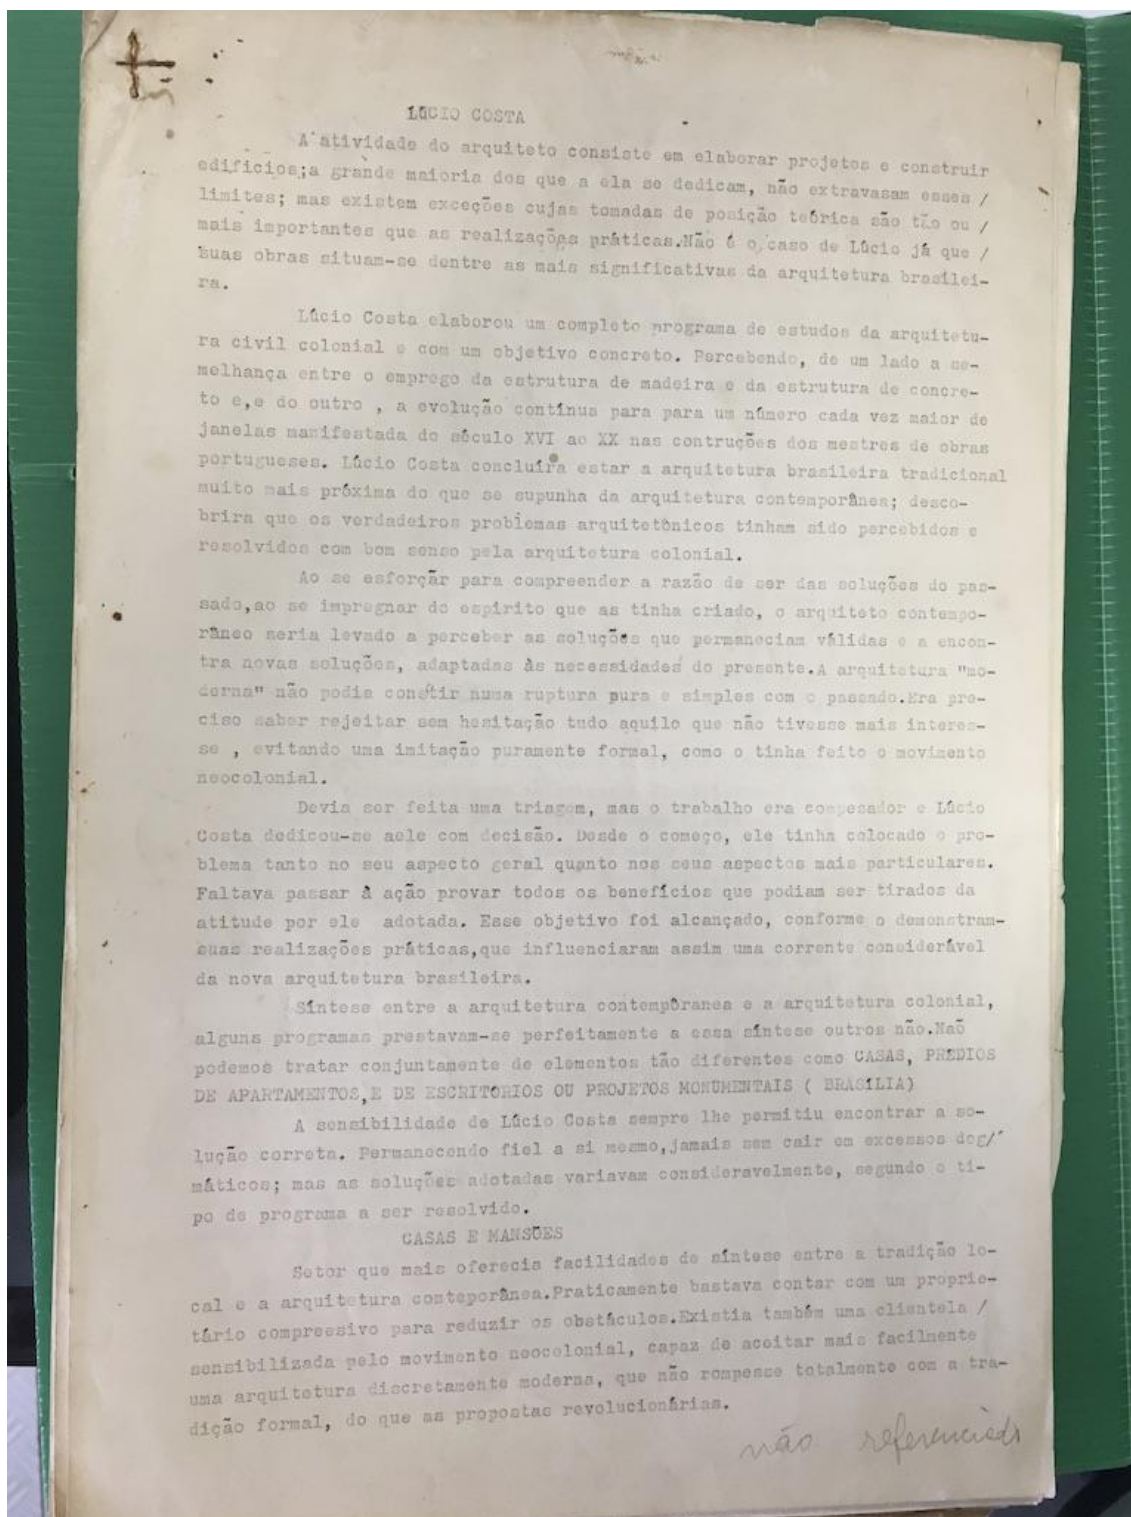 LÚCIO COSTA
A atividade do arquiteto consiste em elaborar projetos e construir
edificios;a grande maioria dos que a ela se dedicam, não extravasam esses /
limites; mas existem exceções cujas tomadas de posição teórica são tão ou /
mais importantes que as realizações práticas.Não é o caso de Lúcio já que /
suas obras situam-se dentre as mais significativas da arquitetura brasilei-
ra.
Lúcio Costa elaborou um completo programa de estudos da arquitetu-
ra civil colonial e com um objetivo concreto. Percebendo, de um lado a se-
melhança entre o emprego da estrutura de madeira e da estrutura de concre-
to e,e do outro , a evolução contínua para para um número cada vez maior de
janelas manifestada do século XVI ao XX nas contruções dos mestres de obras
portugueses. Lúcio Costa concluíra estar a arquitetura brasileira tradicional
muito mais próxima do que se supunha da arquitetura contemporânea; desco-
brira que os verdadeiros problemas arquitetônicos tinham sido percebidos e
resolvidos com bom senso pela arquitetura colonial.
Ao se esforçar para compreender a razão de ser das soluções do pas-
sado,ao se impregnar do espirito que as tinha criado, o arquiteto contempo-
râneo seria levado a perceber as soluções que permaneciam válidas e a encon-
tra novas soluções, adaptadas às necessidades do presente.A arquitetura "mo-
derna" não podia constir numa ruptura pura e simples com o passado.Era pre-
ciso saber rejeitar sem hesitação tudo aquilo que não tivesse mais interes-
se , evitando uma imitação puramente formal, como o tinha feito o movimento
neocolonial.
Devia ser feita uma triagem, mas o trabalho era compesador e Lúcio
Costa dedicou-se aele com decisão. Desde o começo, ele tinha colocado o pro-
blema tanto no seu aspecto geral quanto nos seus aspectos mais particulares.
Faltava passar à ação provar todos os benefícios que podiam ser tirados da
atitude por ele adotada. Esse objetivo foi alcançado, conforme o demonstram-
suas realizações práticas,que influenciaram assim uma corrente considerável
da nova arquitetura brasileira.
Síntese entre a arquitetura contempôranea e a arquitetura colonial,
alguns programas prestavam-se perfeitamente a essa síntese outros não.Naõ
podemos tratar conjuntamente de elementos tão diferentes como CASAS, PREDIOS
DE APARTAMENTOS,E DE ESCRITÓRIOS OU PROJETOS MONUMENTAIS ( BRASÍLIA)
A sensibilidade de Lúcio Costa sempre lhe permitiu encontrar a so-
lução correta. Permanecendo fiel a si mesmo,jamais sem cair em excessos dog/
máticos; mas as soluções adotadas variavam consideravelmente, segundo o ti-
po de programa a ser resolvido.
CASAS E MANSÕES
Setor que mais oferecia facilidades de síntese entre a tradição lo-
cal e a arquitetura conteporânea.Praticamente bastava contar com um proprie-
tário compressivo para reduzir os obstáculos.Existia também uma clientela /
sensibilizada pelo movimento neocolonial, capaz de aceitar mais facilmente
uma arquitetura discretamente moderna, que não rompesse totalmente com a tra-
dição formal, do que as propostas revolucionárias.
não referenciado